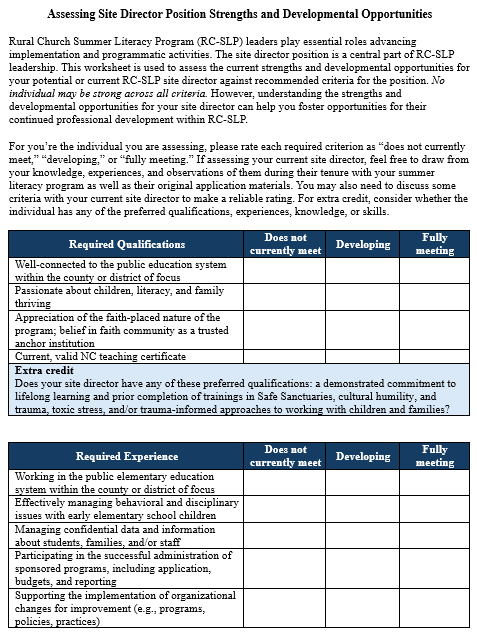 Assessing Site Director Position Strengths and Developmental Opportunities
Rural Church Summer Literacy Program (RC-SLP) leaders play essential roles advancing
implementation and programmatic activities. The site director position is a central part of RC-SLP
leadership. This worksheet is used to assess the current strengths and developmental opportunities for
your potential or current RC-SLP site director against recommended criteria for the position. No
individual may be strong across all criteria. However, understanding the strengths and
developmental opportunities for your site director can help you foster opportunities for their
continued professional development within RC-SLP.
For you're the individual you are assessing, please rate each required criterion as "does not currently
meet," "developing," or "fully meeting." If assessing your current site director, feel free to draw from
your knowledge, experiences, and observations of them during their tenure with your summer
literacy program as well as their original application materials. You may also need to discuss some
criteria with your current site director to make a reliable rating. For extra credit, consider whether the
individual has any of the preferred qualifications, experiences, knowledge, or skills.
Required Qualifications
Does not
currently meet
Developing
Fully
meeting
Well-connected to the public education system
within the county or district of focus
Passionate about children, literacy, and family
thriving
Appreciation of the faith-placed nature of the
program; belief in faith community as a trusted
anchor institution
Current, valid NC teaching certificate
Extra credit
Does your site director have any of these preferred qualifications: a demonstrated commitment to
lifelong learning and prior completion of trainings in Safe Sanctuaries, cultural humility, and
trauma, toxic stress, and/or trauma-informed approaches to working with children and families?
Required Experience
Does not
currently meet
Developing
Fully
meeting
Working in the public elementary education
system within the county or district of focus
Effectively managing behavioral and disciplinary
issues with early elementary school children
Managing confidential data and information
about students, families, and/or staff
Participating in the successful administration of
sponsored programs, including application,
budgets, and reporting
Supporting the implementation of organizational
changes for improvement (e.g., programs,
policies, practices)